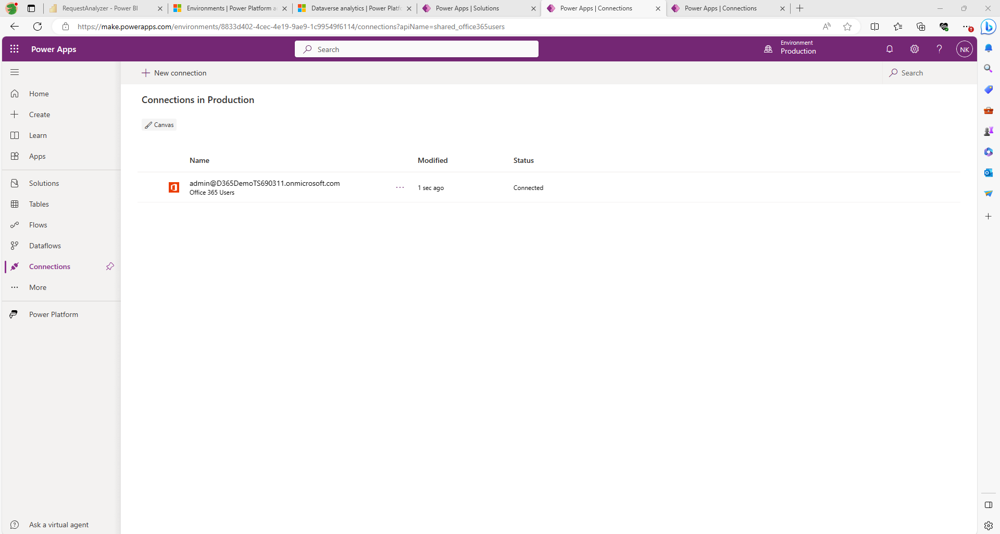 RequestAnalyzer - Power BI
Environments | Power Platform a
Dataverse analytics | Power Platf
Power Apps | Solutions
Power Apps | Connections
Power Apps | Connections
https://make.powerapps.com/environments/8833d402-4cec-4e19-9ae9-1c99549f6114/connections?apiName=shared_office365users
Power Apps
Search
Environment
Production
NK
New connection
Search
Home
Create
Learn
Apps
Solutions
Tables
Flows
Dataflows
Connections
More
Power Platform
Ask a virtual agent
Connections in Production
Canvas
Name Modified Status
admin@D365DemoTS690311.onmicrosoft.com 1 sec ago Connected
Office 365 Users